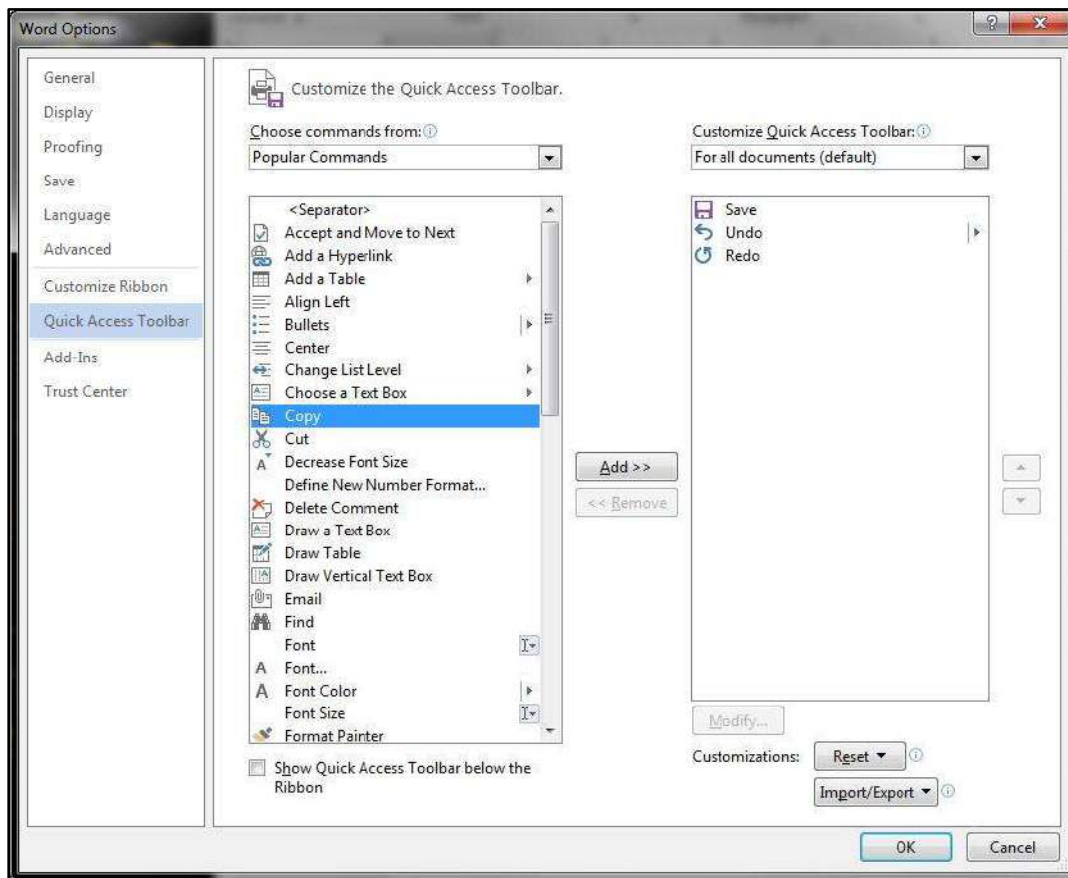 Word Options
?
General
Display
Proofing
Save
Language
Advanced
Customize Ribbon
Quick Access Toolbar
Add-Ins
Trust Center
Customize the Quick Access Toolbar.
Choose commands from:
Popular Commands
<Separator>
Accept and Move to Next
Add a Hyperlink
Add a Table
Align Left
Bullets
Center
Change List Level
Choose a Text Box
Copy
Cut
Decrease Font Size
Define New Number Format...
Delete Comment
Draw a Text Box
Draw Table
Draw Vertical Text Box
Email
Find
Font
Font...
Font Color
Font Size
Format Painter
Show Quick Access Toolbar below the
Ribbon
Add >>
<< Remove
Customize Quick Access Toolbar:
For all documents (default)
Save
Undo
Redo
Modify...
Customizations:
Reset
Import/Export
OK
Cancel